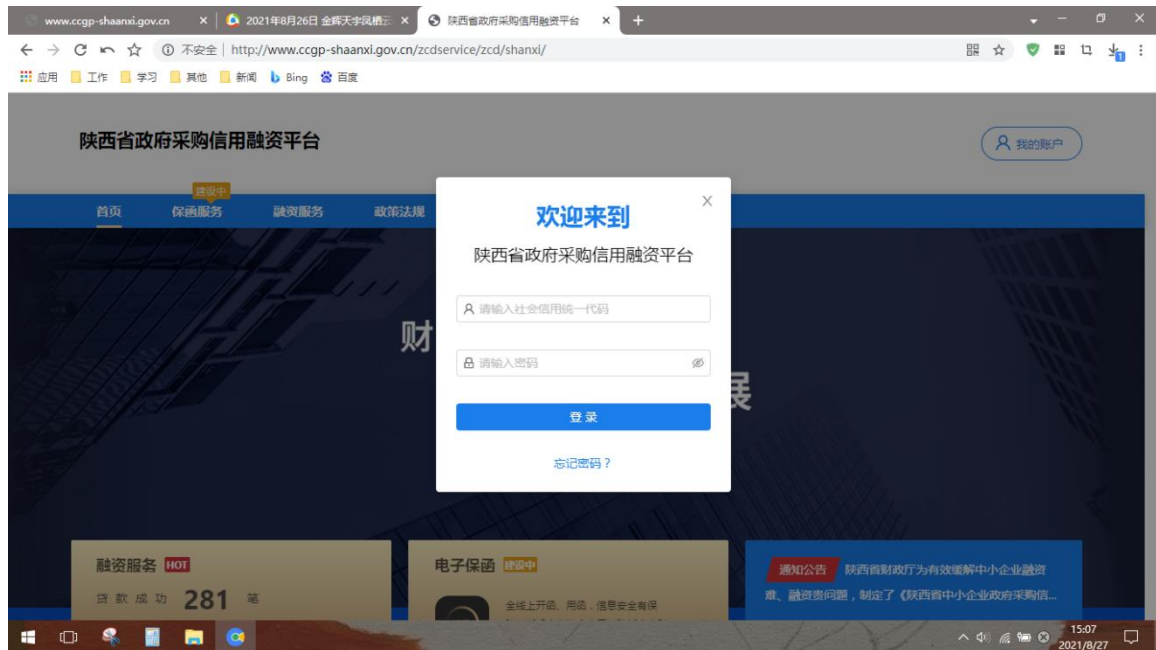 www.ccgp-shaanxi.gov.cn
2021年8月26日 金辉天宇凤栖云
陕西省政府采购信用融资平台
不安全 | http://www.ccgp-shaanxi.gov.cn/zcdservice/zcd/shanxi/
应用 工作 学习 其他 新闻 Bing 百度
陕西省政府采购信用融资平台
我的账户
建设中
首页 保函服务 融资服务 政策法规
欢迎来到
陕西省政府采购信用融资平台
请输入社会信用统一代码
请输入密码
登 录
忘记密码？
财
展
融资服务 HOT
贷款成功 281 笔
电子保函 建设中
全线上开函、用函，信息安全有保
通知公告 陕西省财政厅为有效缓解中小企业融资
难、融资贵问题，制定了《陕西省中小企业政府采购信...
15:07
2021/8/27